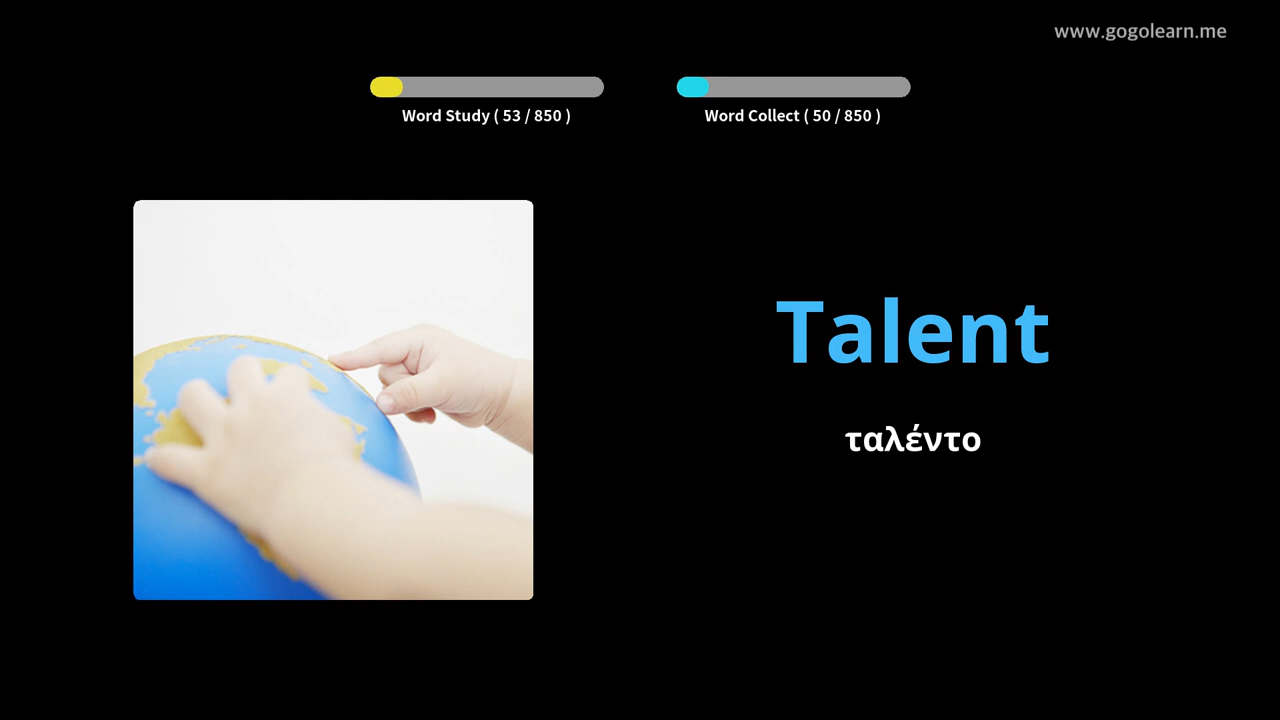 www.gogolearn.me
Word Study ( 53 / 850 )
Word Collect ( 50 / 850 )
Talent
ταλέντο